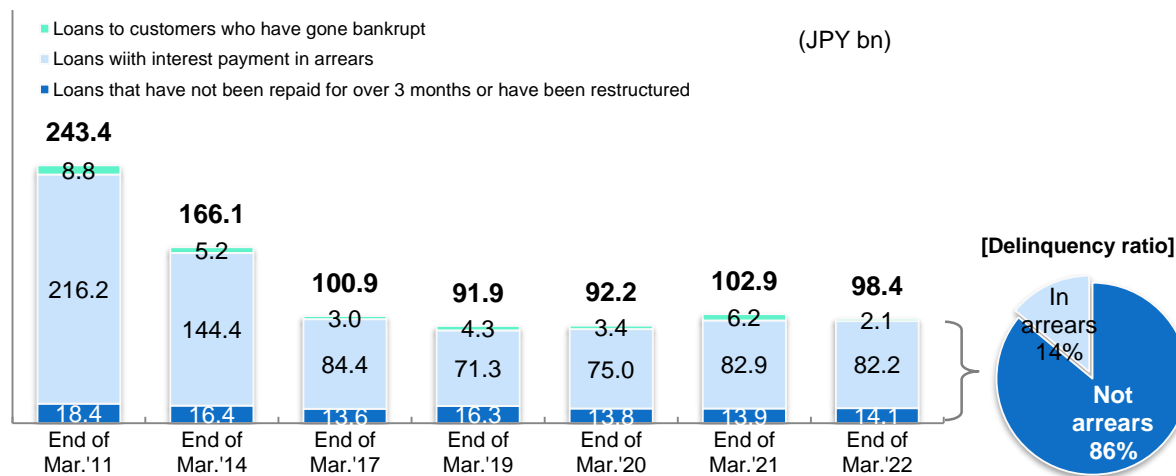 Loans to customers who have gone bankrupt
Loans wiith interest payment in arrears
Loans that have not been repaid for over 3 months or have been restructured
(JPY bn)
243.4
8.8
216.2
18.4
166.1
5.2
144.4
16.4
100.9
3.0
84.4
13.6
91.9
4.3
71.3
16.3
92.2
3.4
75.0
13.8
102.9
6.2
82.9
13.9
98.4
2.1
82.2
14.1
End of
Mar.'11
End of
Mar.'14
End of
Mar.'17
End of
Mar.'19
End of
Mar.'20
End of
Mar.'21
End of
Mar.'22
[Delinquency ratio]
In
arrears
14%
Not
arrears
86%